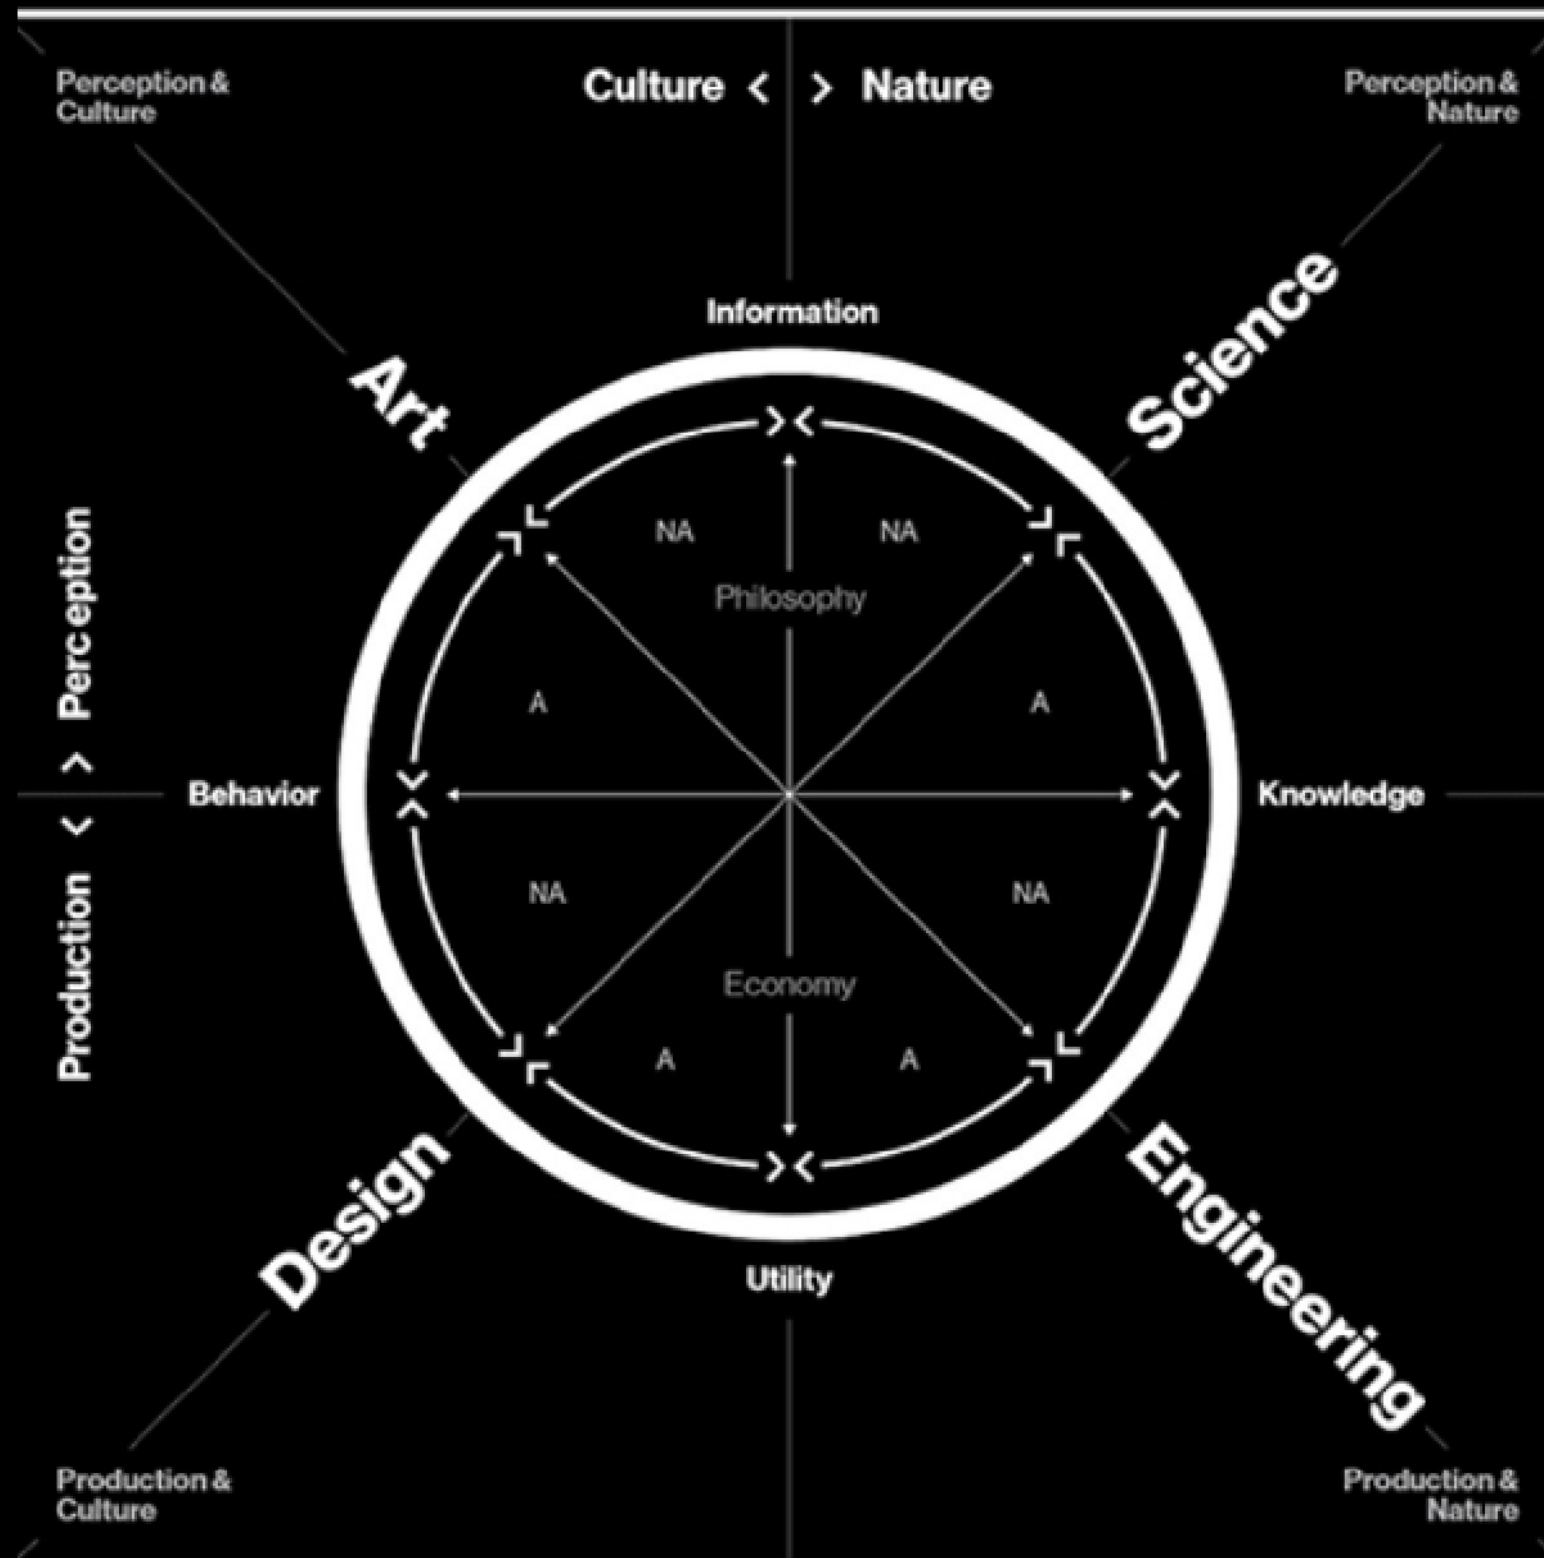 Perception &
Culture
Culture < > Nature
Perception &
Nature
Information
Art
Science
NA
NA
Philosophy
Production < > Perception
A
A
Behavior
Knowledge
NA
NA
Economy
A
A
Design
Engineering
Utility
Production &
Culture
Production &
Nature